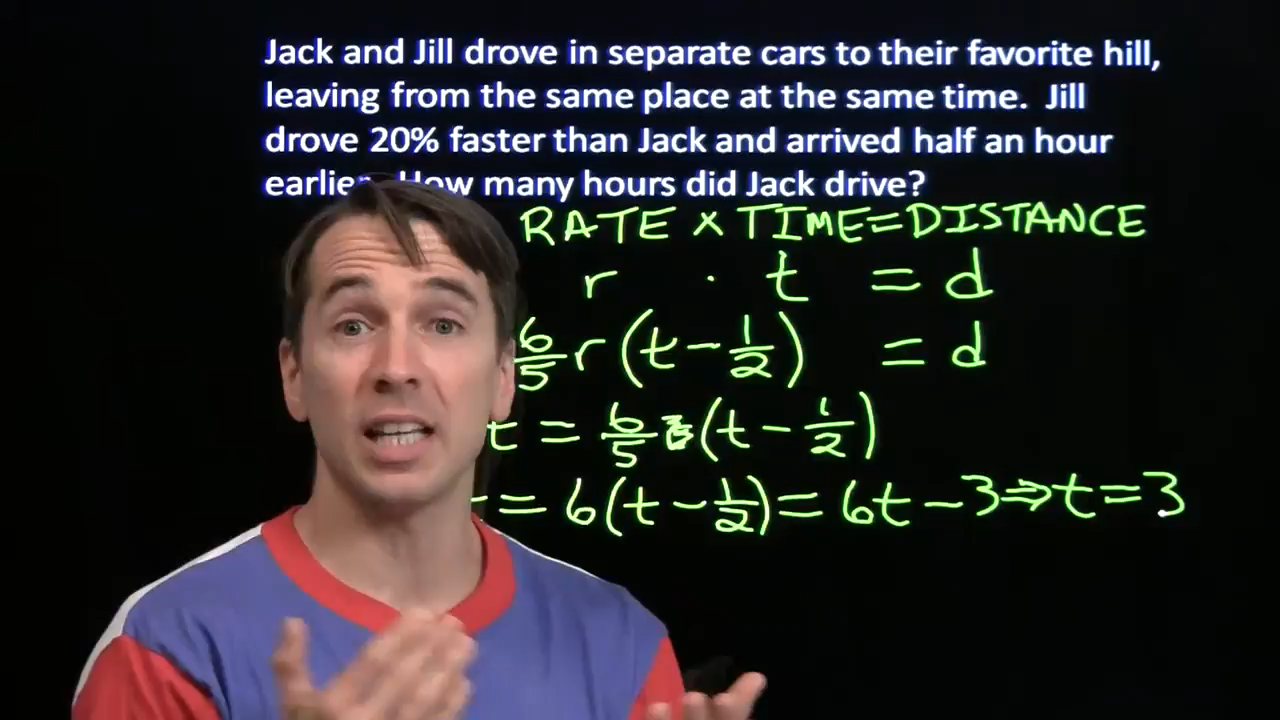 Jack and Jill drove in separate cars to their favorite hill,
leaving from the same place at the same time. Jill
drove 20% faster than Jack and arrived half an hour
earlier. How many hours did Jack drive?
RATE × TIME = DISTANCE
r · t = d
6/5 r (t - 1/2) = d
t = 6/5 (t - 1/2)
= 6(t - 1/2) = 6t - 3 ⇒ t = 3